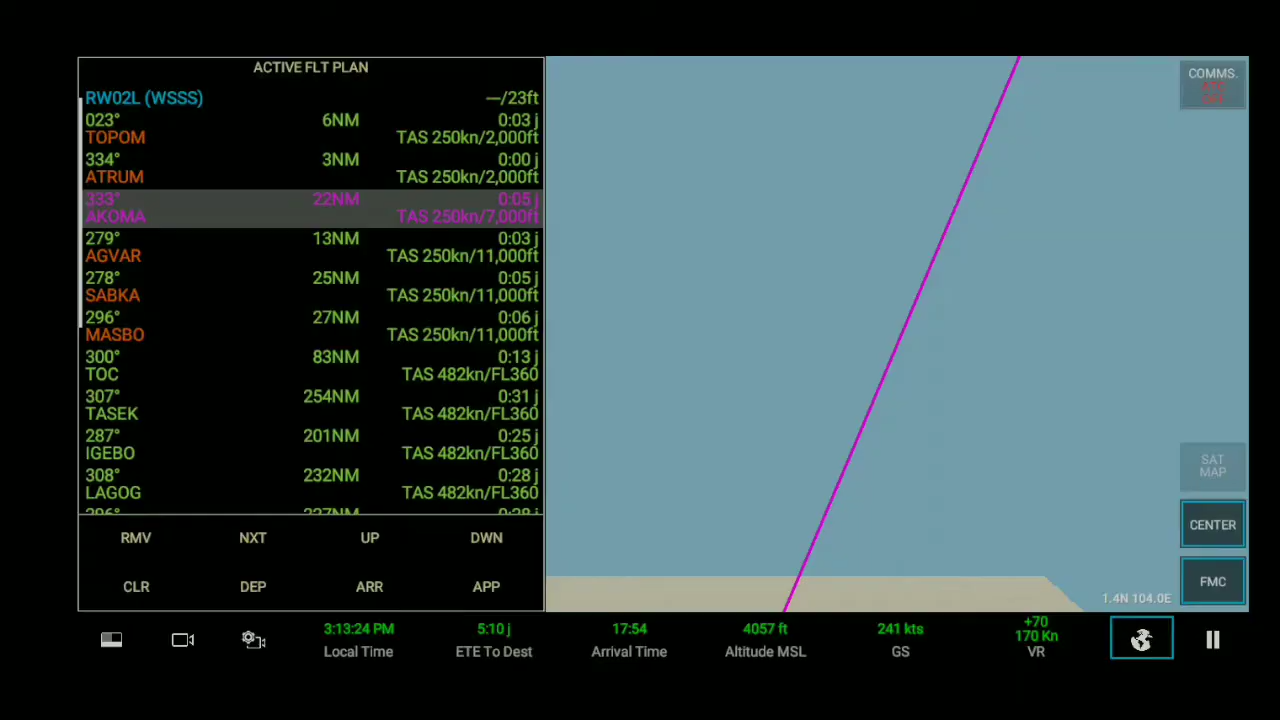 ACTIVE FLT PLAN
RW02L (WSSS) —/23ft
023° 6NM 0:03 j
TOPOM TAS 250kn/2,000ft
334° 3NM 0:00 j
ATRUM TAS 250kn/2,000ft
333° 22NM 0:05 j
AKOMA TAS 250kn/7,000ft
279° 13NM 0:03 j
AGVAR TAS 250kn/11,000ft
278° 25NM 0:05 j
SABKA TAS 250kn/11,000ft
296° 27NM 0:06 j
MASBO TAS 250kn/11,000ft
300° 83NM 0:13 j
TOC TAS 482kn/FL360
307° 254NM 0:31 j
TASEK TAS 482kn/FL360
287° 201NM 0:25 j
IGEBO TAS 482kn/FL360
308° 232NM 0:28 j
LAGOG TAS 482kn/FL360
RMV NXT UP DWN
CLR DEP ARR APP
COMMS.
ATC
OFF
SAT
MAP
CENTER
FMC
1.4N 104.0E
3:13:24 PM
Local Time
5:10 j
ETE To Dest
17:54
Arrival Time
4057 ft
Altitude MSL
241 kts
GS
+70
170 Kn
VR